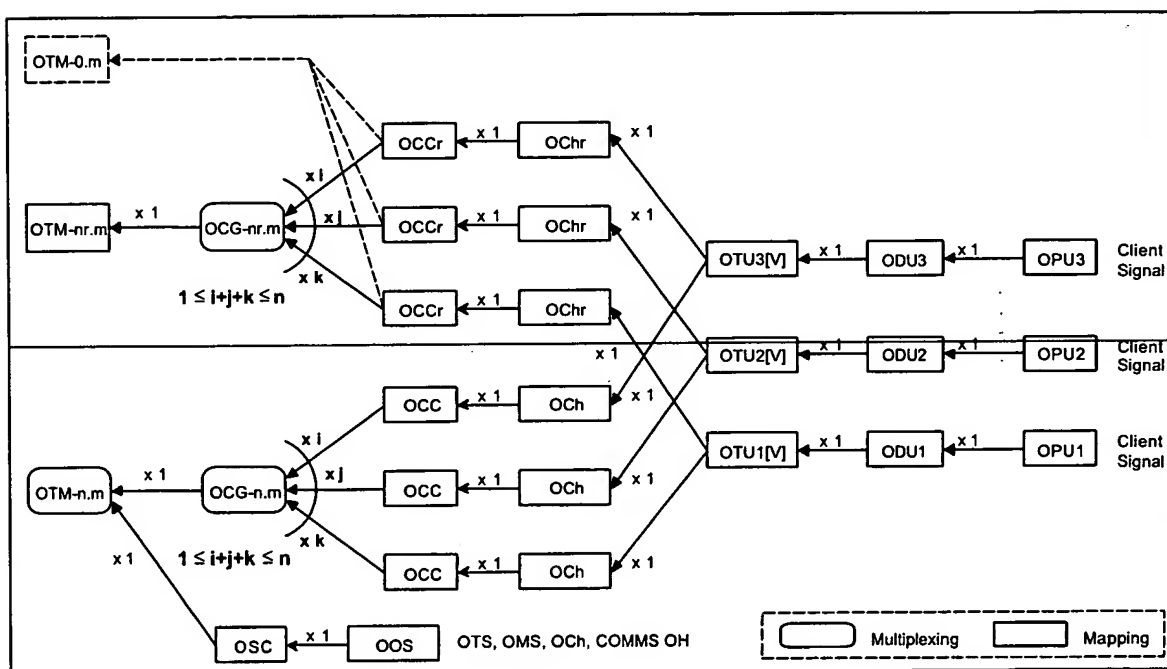 OTM-0.m
OCCr x 1 OChr x 1
x i
OTM-nr.m x 1 OCG-nr.m x j OCCr x 1 OChr x 1
x k
OTU3[V] x 1 ODU3 x 1 OPU3 Client Signal
1 ≤ i+j+k ≤ n
OCCr x 1 OChr x 1
x 1
OTU2[V] x 1 ODU2 x 1 OPU2 Client Signal
OCC x 1 OCh x 1
x i
OTU1[V] x 1 ODU1 x 1 OPU1 Client Signal
OTM-n.m x 1 OCG-n.m x j OCC x 1 OCh x 1
x k
1 ≤ i+j+k ≤ n
x 1
OCC x 1 OCh x 1
OSC x 1 OOS OTS, OMS, OCh, COMMS OH
Multiplexing Mapping